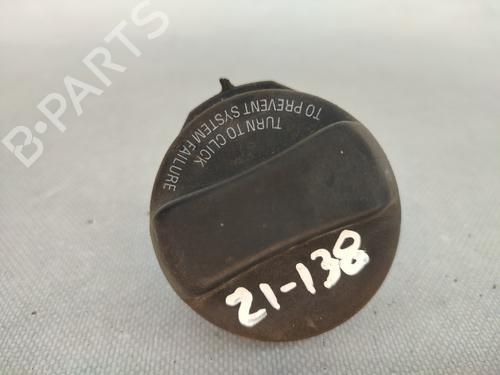 TURN TO CLICK
TO PREVENT SYSTEM FAILURE
21-138
B-PARTS